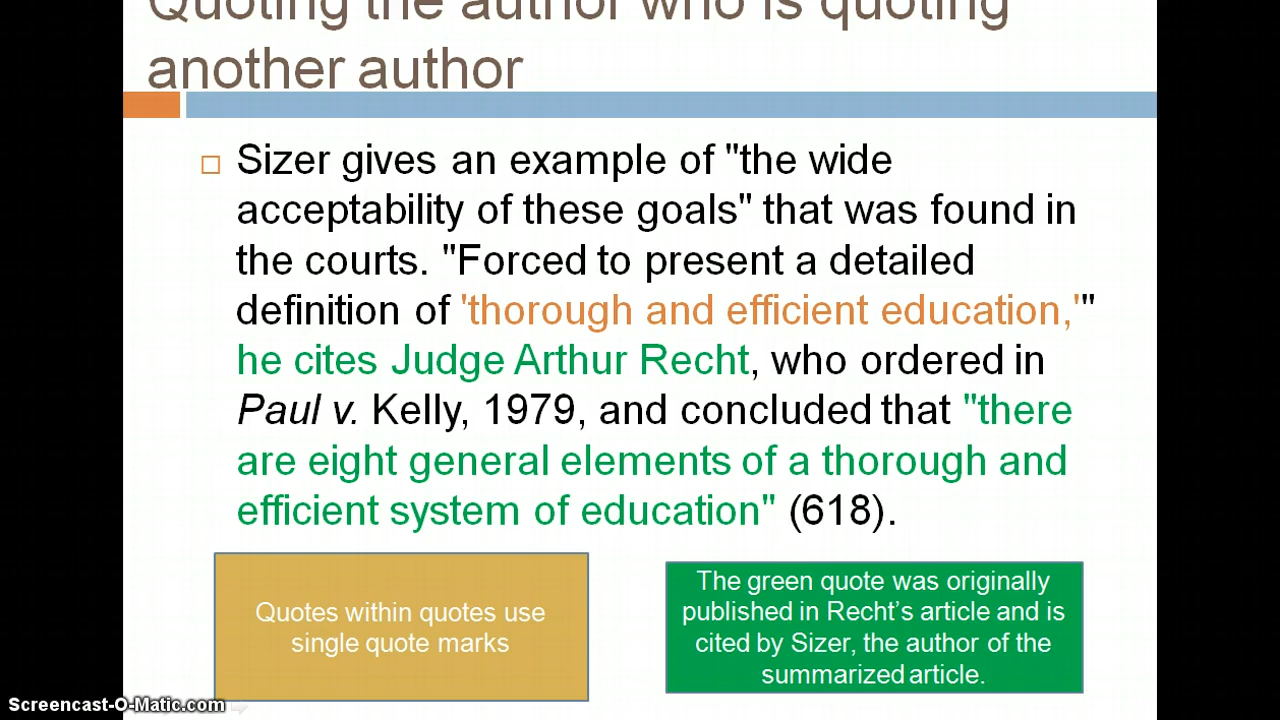 Quoting the author who is quoting
another author
Sizer gives an example of "the wide
acceptability of these goals" that was found in
the courts. "Forced to present a detailed
definition of 'thorough and efficient education,'"
he cites Judge Arthur Recht, who ordered in
Paul v. Kelly, 1979, and concluded that "there
are eight general elements of a thorough and
efficient system of education" (618).
Quotes within quotes use
single quote marks
The green quote was originally
published in Recht's article and is
cited by Sizer, the author of the
summarized article.
Screencast-O-Matic.com